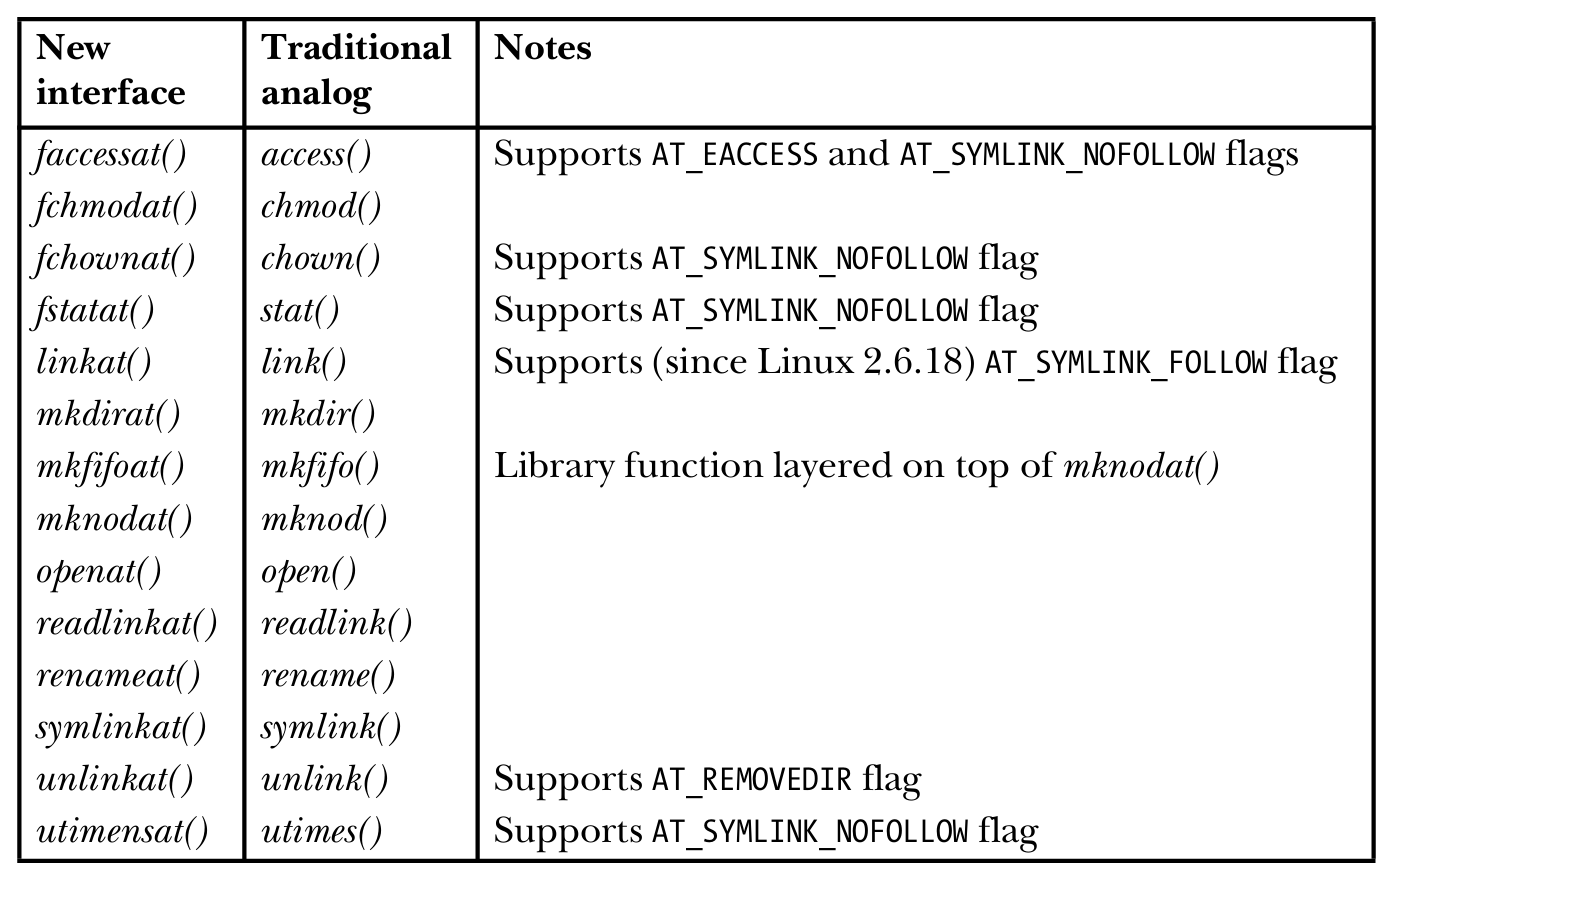 New interface | Traditional analog | Notes
faccessat() | access() | Supports AT_EACCESS and AT_SYMLINK_NOFOLLOW flags
fchmodat() | chmod()
fchownat() | chown() | Supports AT_SYMLINK_NOFOLLOW flag
fstatat() | stat() | Supports AT_SYMLINK_NOFOLLOW flag
linkat() | link() | Supports (since Linux 2.6.18) AT_SYMLINK_FOLLOW flag
mkdirat() | mkdir()
mkfifoat() | mkfifo() | Library function layered on top of mknodat()
mknodat() | mknod()
openat() | open()
readlinkat() | readlink()
renameat() | rename()
symlinkat() | symlink()
unlinkat() | unlink() | Supports AT_REMOVEDIR flag
utimensat() | utimes() | Supports AT_SYMLINK_NOFOLLOW flag